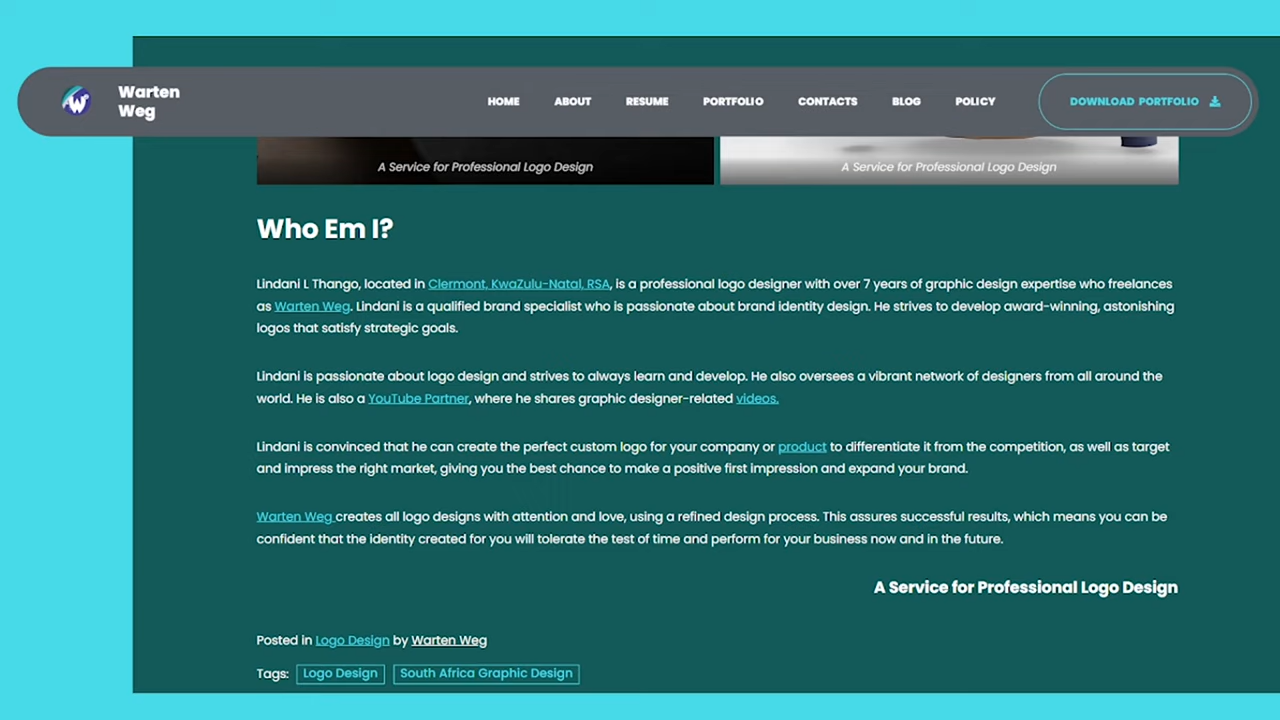 Warten
Weg
HOME
ABOUT
RESUME
PORTFOLIO
CONTACTS
BLOG
POLICY
DOWNLOAD PORTFOLIO
A Service for Professional Logo Design
A Service for Professional Logo Design
Who Em I?
Lindani L Thango, located in Clermont, KwaZulu-Natal, RSA, is a professional logo designer with over 7 years of graphic design expertise who freelances
as Warten Weg. Lindani is a qualified brand specialist who is passionate about brand identity design. He strives to develop award-winning, astonishing
logos that satisfy strategic goals.
Lindani is passionate about logo design and strives to always learn and develop. He also oversees a vibrant network of designers from all around the
world. He is also a YouTube Partner, where he shares graphic designer-related videos.
Lindani is convinced that he can create the perfect custom logo for your company or product to differentiate it from the competition, as well as target
and impress the right market, giving you the best chance to make a positive first impression and expand your brand.
Warten Weg creates all logo designs with attention and love, using a refined design process. This assures successful results, which means you can be
confident that the identity created for you will tolerate the test of time and perform for your business now and in the future.
A Service for Professional Logo Design
Posted in Logo Design by Warten Weg
Tags: Logo Design South Africa Graphic Design